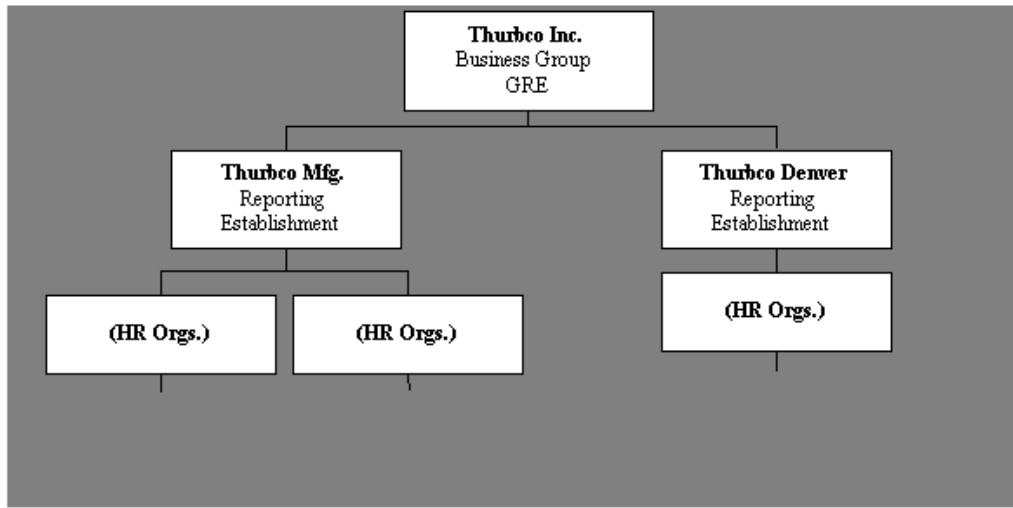 Thurbco Inc.
Business Group
GRE
Thurbco Mfg.
Reporting
Establishment
Thurbco Denver
Reporting
Establishment
(HR Orgs.)
(HR Orgs.)
(HR Orgs.)